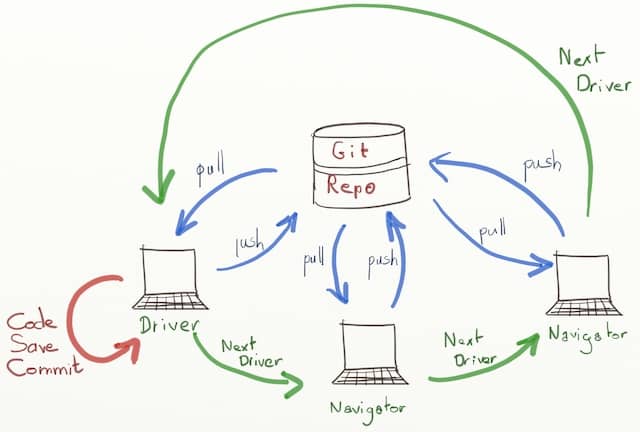 Next
Driver
Git
Repo
pull
push
push
pull
push
pull
Driver
Navigator
Code
Save
Commit
Next
Driver
Next
Driver
Navigator